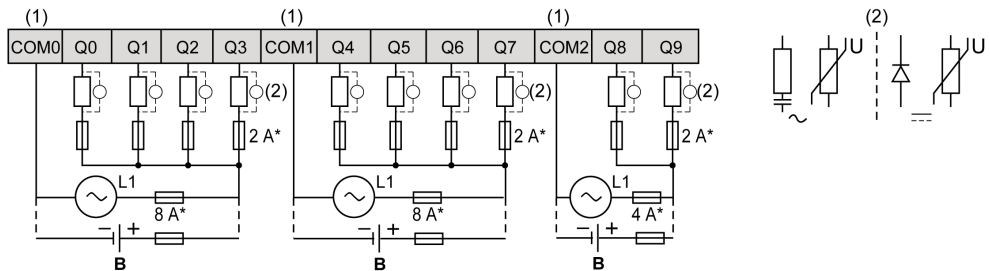 (1) (1) (1) (2)
COM0 Q0 Q1 Q2 Q3 COM1 Q4 Q5 Q6 Q7 COM2 Q8 Q9
U U
(2) (2) (2)
2 A* 2 A* 2 A*
L1 L1 L1
8 A* 8 A* 4 A*
− + − + − +
B B B